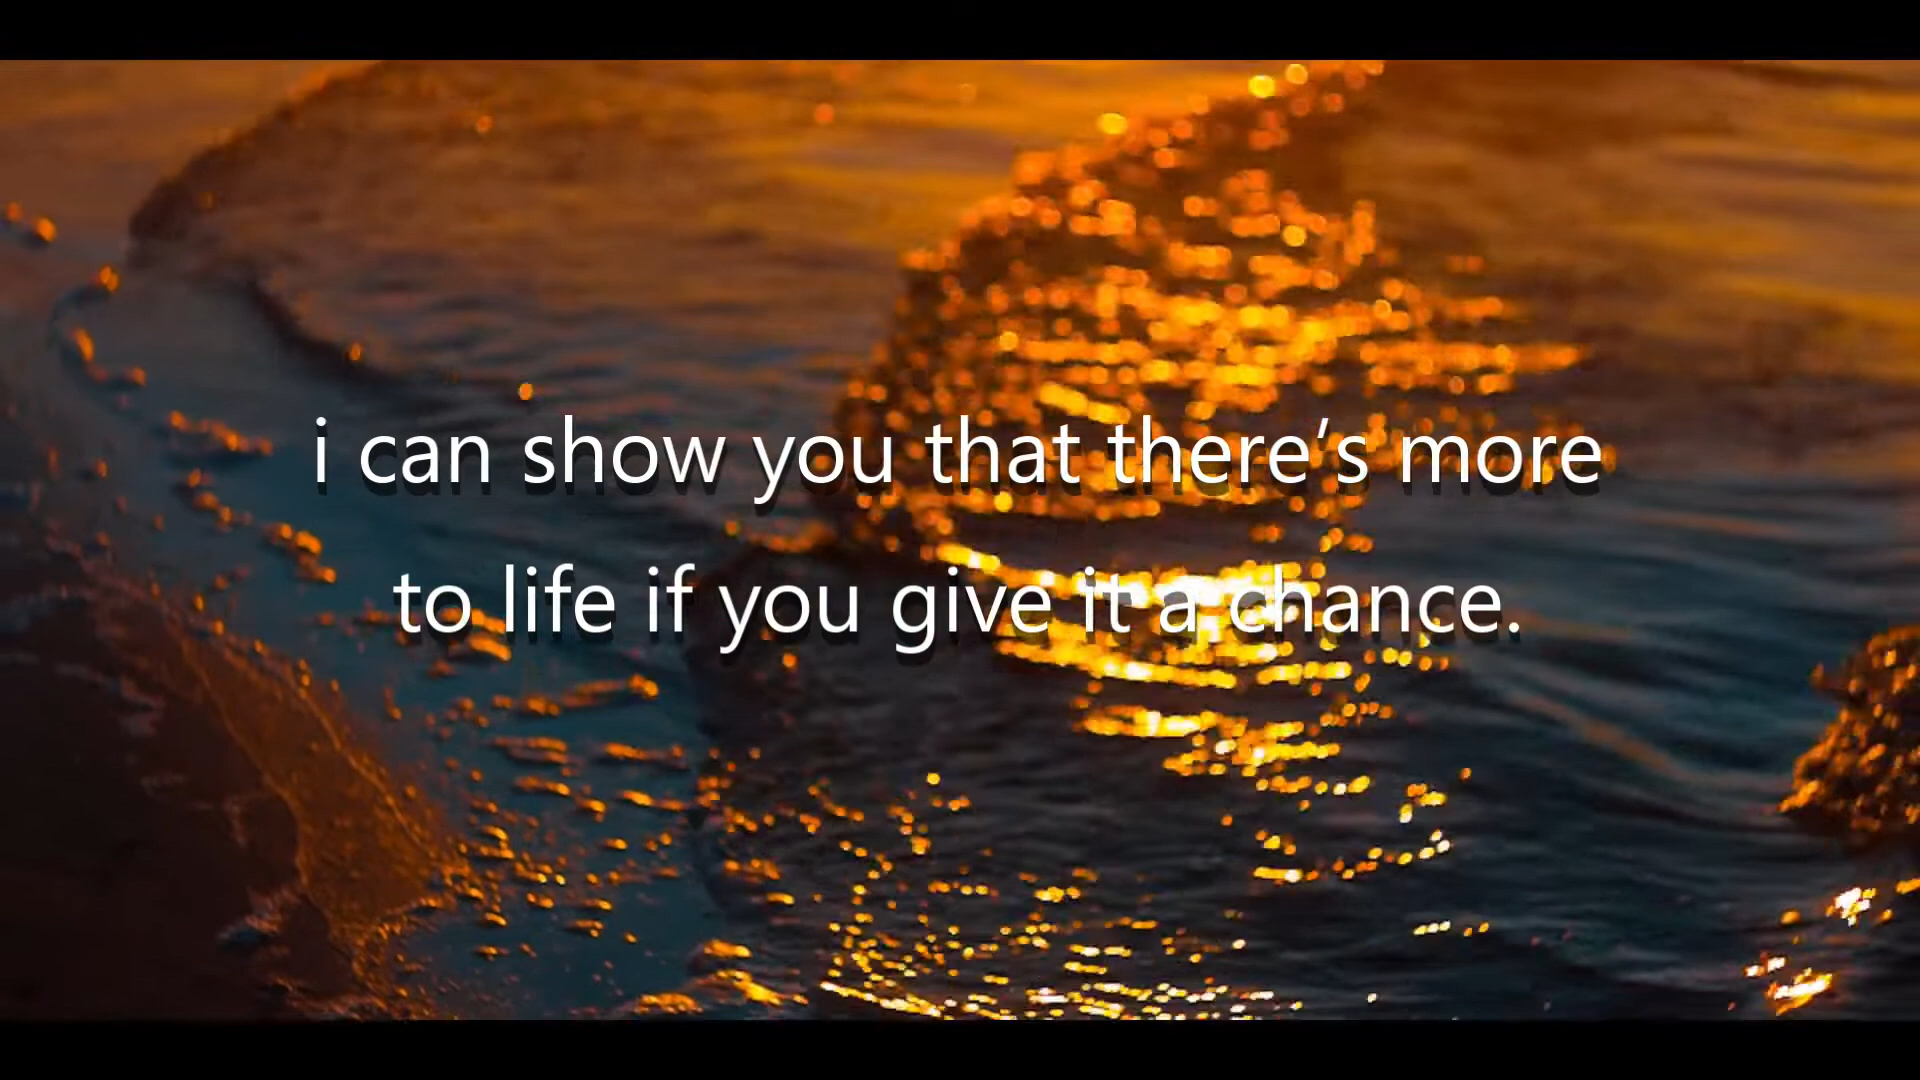 i can show you that there’s more
to life if you give it a chance.